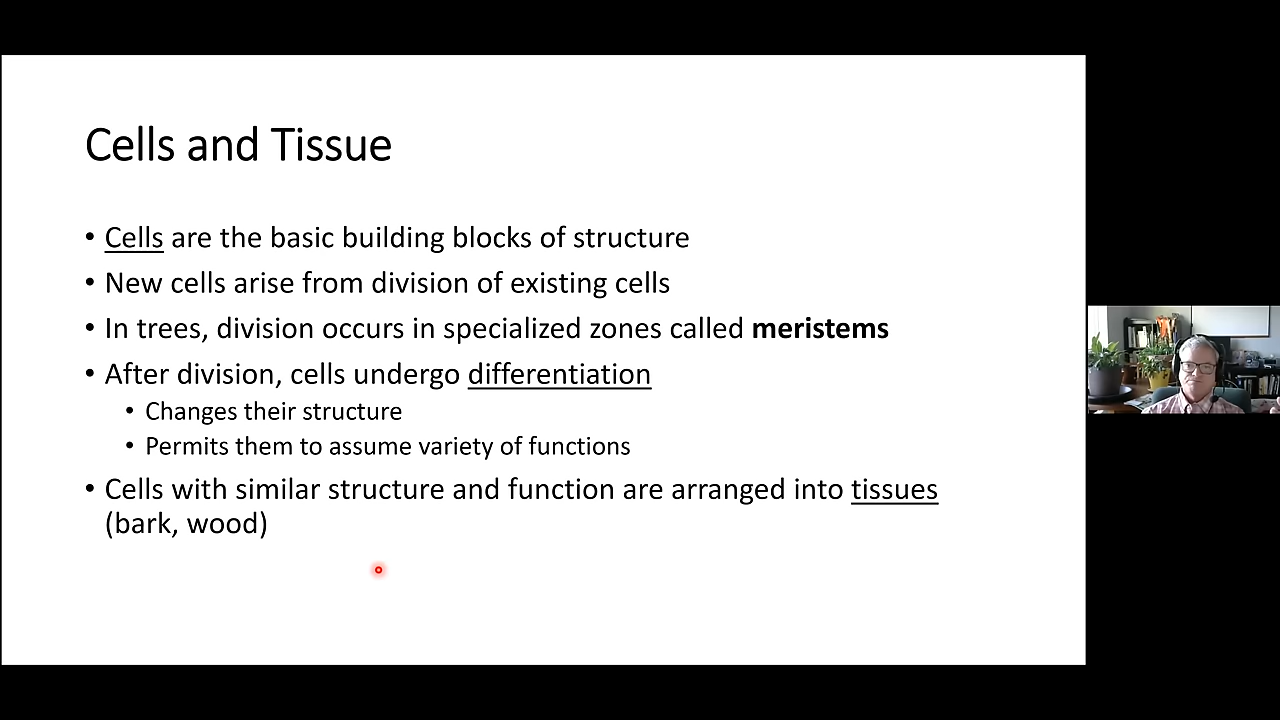 Cells and Tissue
• Cells are the basic building blocks of structure
• New cells arise from division of existing cells
• In trees, division occurs in specialized zones called meristems
• After division, cells undergo differentiation
• Changes their structure
• Permits them to assume variety of functions
• Cells with similar structure and function are arranged into tissues
(bark, wood)